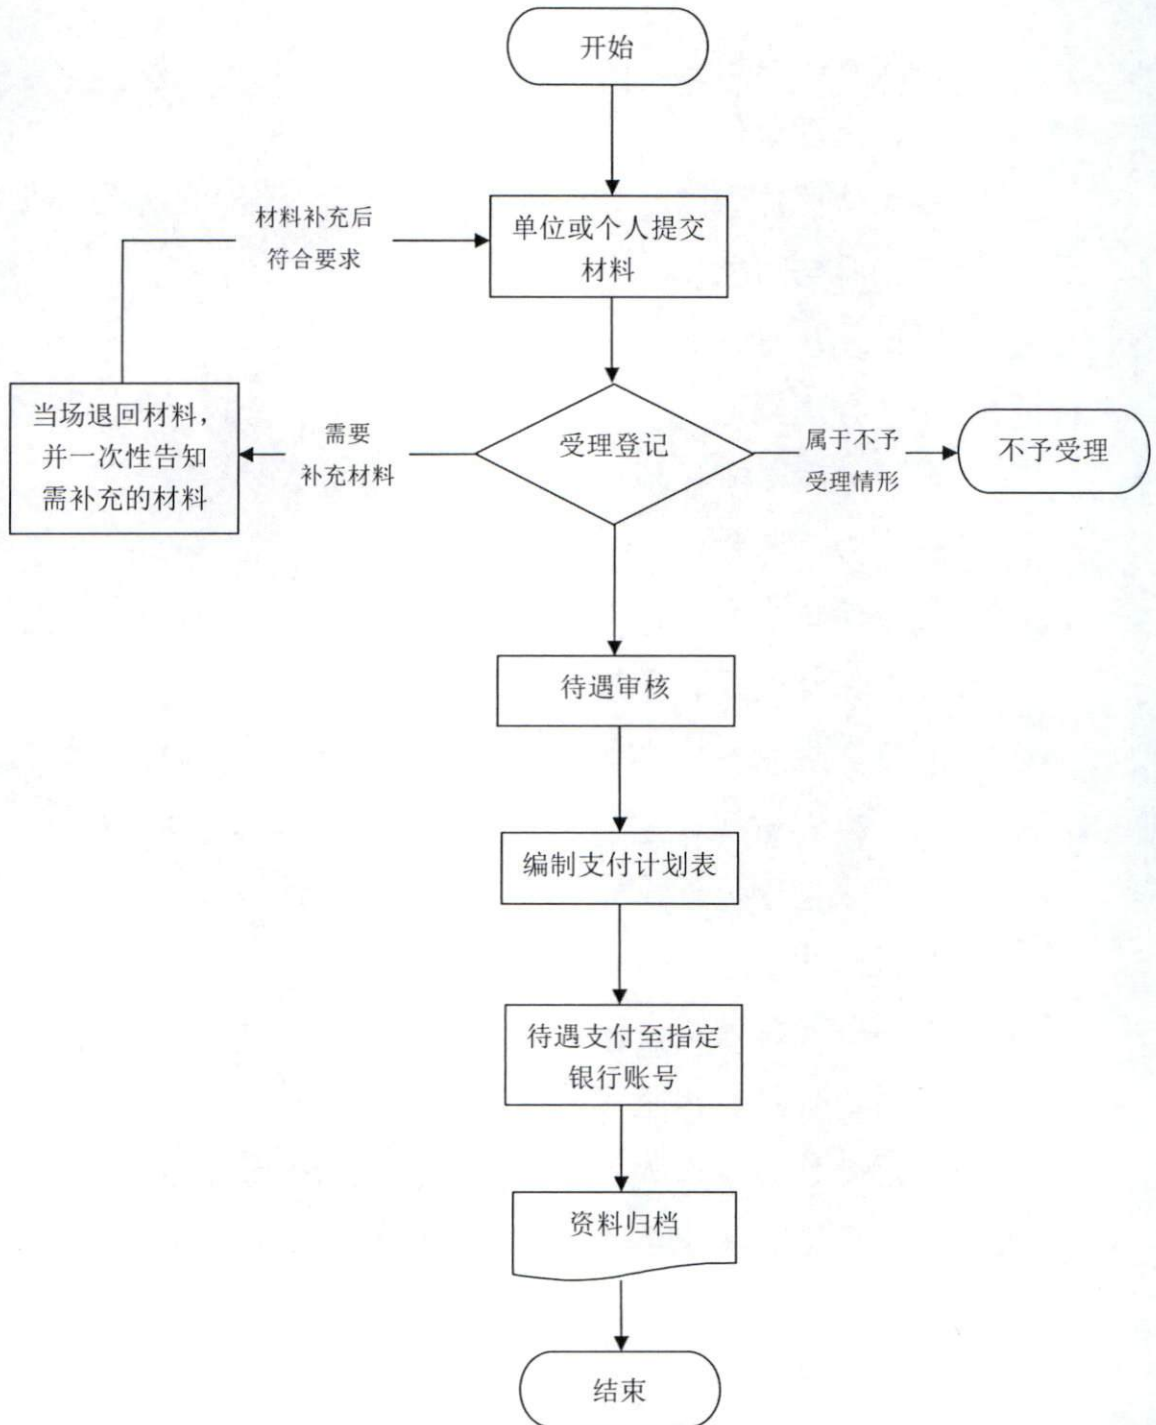 开始
材料补充后
符合要求
单位或个人提交
材料
当场退回材料，
并一次性告知
需补充的材料
需要
补充材料
受理登记
属于不予
受理情形
不予受理
待遇审核
编制支付计划表
待遇支付至指定
银行账号
资料归档
结束